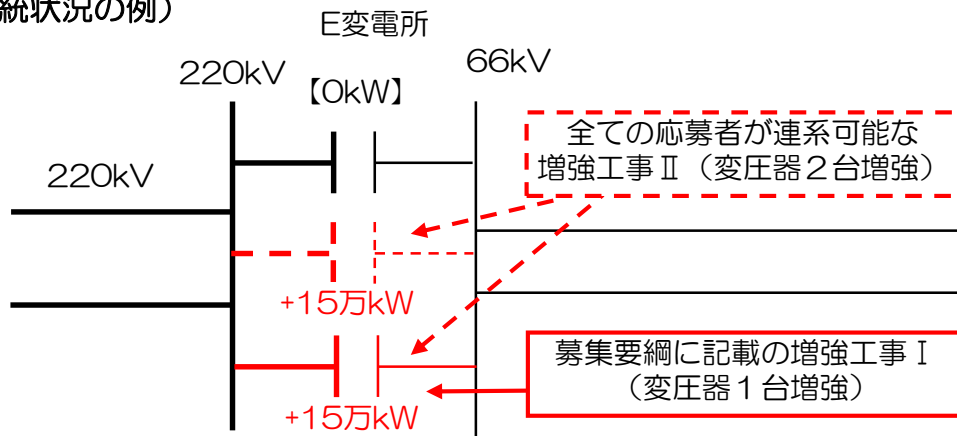 統状況の例）
E変電所
220kV
66kV
【0kW】
全ての応募者が連系可能な
増強工事Ⅱ（変圧器２台増強）
220kV
+15万kW
募集要綱に記載の増強工事Ⅰ
（変圧器１台増強）
+15万kW